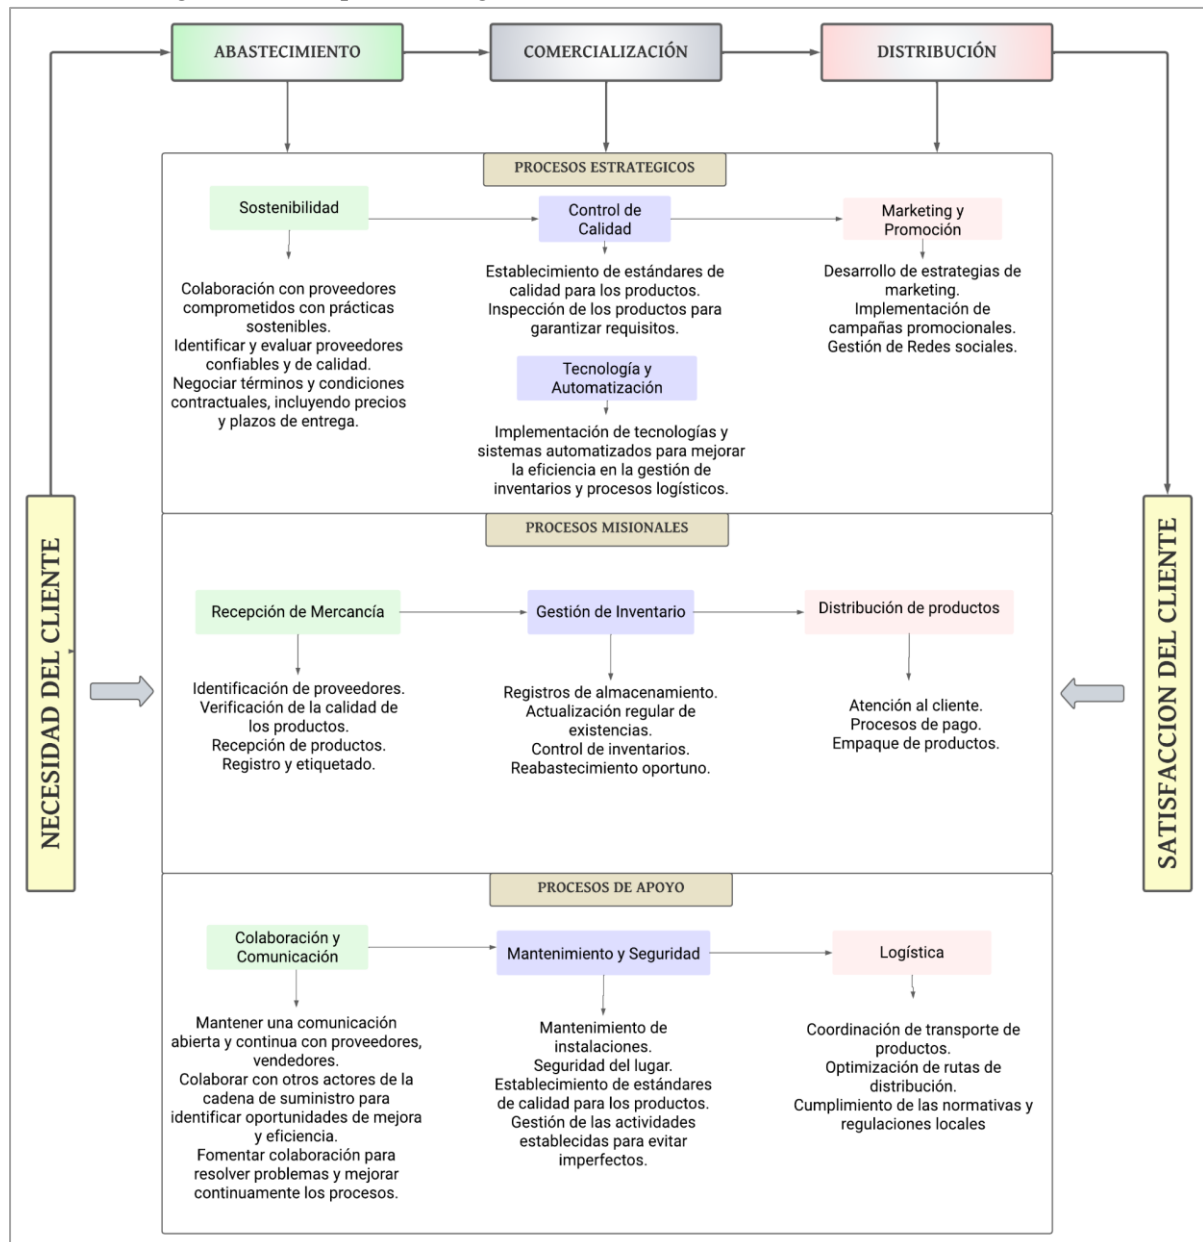 ABASTECIMIENTO
COMERCIALIZACIÓN
DISTRIBUCIÓN
PROCESOS ESTRATEGICOS
Sostenibilidad
Colaboración con proveedores
comprometidos con prácticas
sostenibles.
Identificar y evaluar proveedores
confiables y de calidad.
Negociar términos y condiciones
contractuales, incluyendo precios
y plazos de entrega.
Control de
Calidad
Establecimiento de estándares de
calidad para los productos.
Inspección de los productos para
garantizar requisitos.
Tecnología y
Automatización
Implementación de tecnologías y
sistemas automatizados para mejorar
la eficiencia en la gestión de
inventarios y procesos logísticos.
Marketing y
Promoción
Desarrollo de estrategias de
marketing.
Implementación de
campañas promocionales.
Gestión de Redes sociales.
NECESIDAD DEL CLIENTE
PROCESOS MISIONALES
Recepción de Mercancía
Identificación de proveedores.
Verificación de la calidad de
los productos.
Recepción de productos.
Registro y etiquetado.
Gestión de Inventario
Registros de almacenamiento.
Actualización regular de
existencias.
Control de inventarios.
Reabastecimiento oportuno.
Distribución de productos
Atención al cliente.
Procesos de pago.
Empaque de productos.
SATISFACCION DEL CLIENTE
PROCESOS DE APOYO
Colaboración y
Comunicación
Mantener una comunicación
abierta y continua con proveedores,
vendedores.
Colaborar con otros actores de la
cadena de suministro para
identificar oportunidades de mejora
y eficiencia.
Fomentar colaboración para
resolver problemas y mejorar
continuamente los procesos.
Mantenimiento y Seguridad
Mantenimiento de
instalaciones.
Seguridad del lugar.
Establecimiento de estándares
de calidad para los productos.
Gestión de las actividades
establecidas para evitar
imperfectos.
Logística
Coordinación de transporte de
productos.
Optimización de rutas de
distribución.
Cumplimiento de las normativas y
regulaciones locales